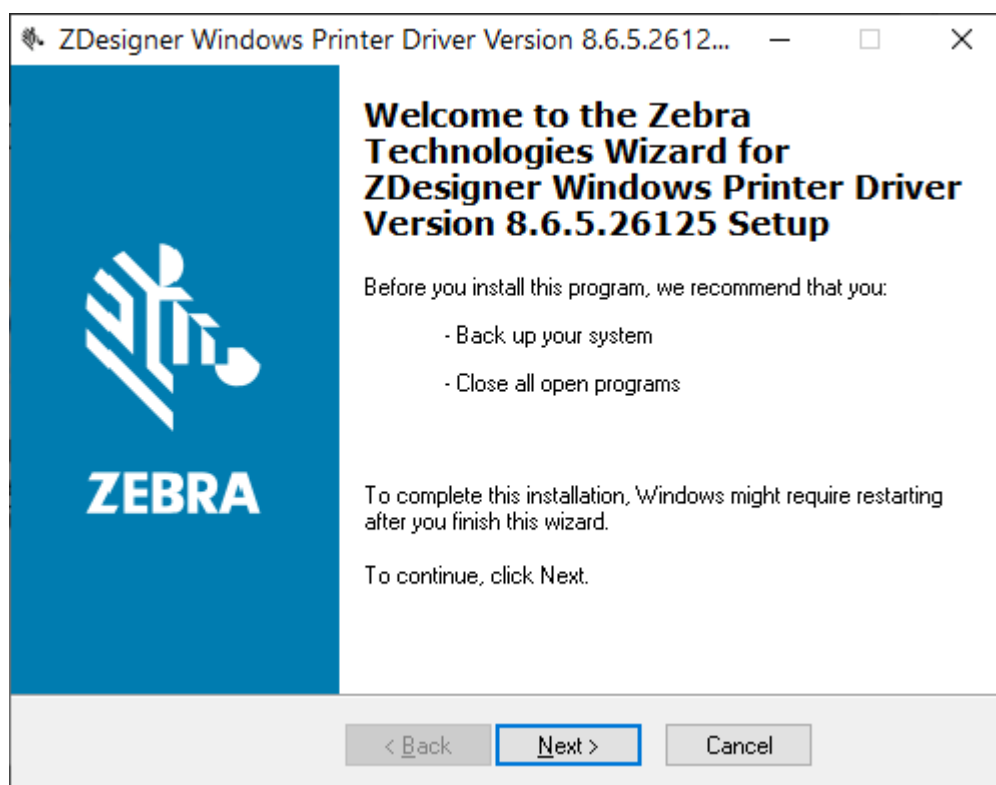 ZDesigner Windows Printer Driver Version 8.6.5.2612...
Welcome to the Zebra
Technologies Wizard for
ZDesigner Windows Printer Driver
Version 8.6.5.26125 Setup
Before you install this program, we recommend that you:
- Back up your system
- Close all open programs
ZEBRA
To complete this installation, Windows might require restarting
after you finish this wizard.
To continue, click Next.
< Back
Next >
Cancel